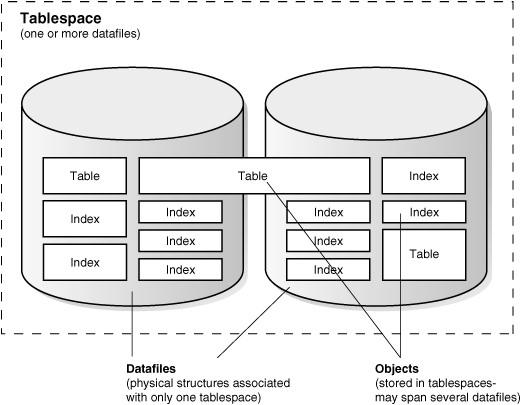 Tablespace
(one or more datafiles)
Table
Table
Index
Index
Index
Index
Index
Index
Index
Index
Table
Index
Index
Index
Datafiles
(physical structures associated
with only one tablespace)
Objects
(stored in tablespaces-
may span several datafiles)